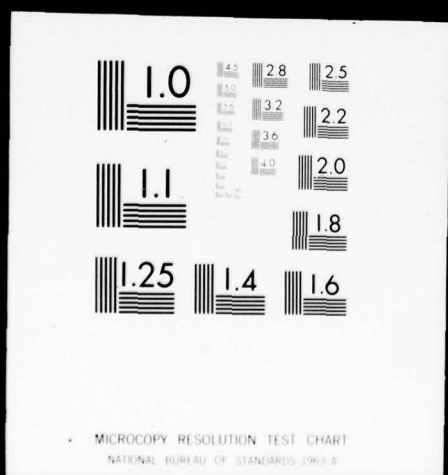 1.0 4.5 2.8 2.5
5.0
5.6 3.2 2.2
3.6
1.1 4.0 2.0
1.8
1.25 1.4 1.6
MICROCOPY RESOLUTION TEST CHART
NATIONAL BUREAU OF STANDARDS-1963-A